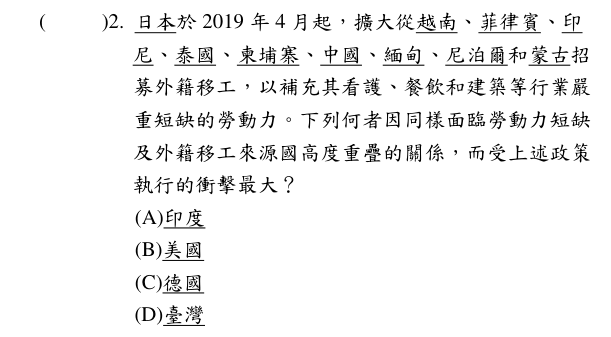 (　　)2. 日本於 2019 年 4 月起，擴大從越南、菲律賓、印
尼、泰國、柬埔寨、中國、緬甸、尼泊爾和蒙古招
募外籍移工，以補充其看護、餐飲和建築等行業嚴
重短缺的勞動力。下列何者因同樣面臨勞動力短缺
及外籍移工來源國高度重疊的關係，而受上述政策
執行的衝擊最大？
(A)印度
(B)美國
(C)德國
(D)臺灣